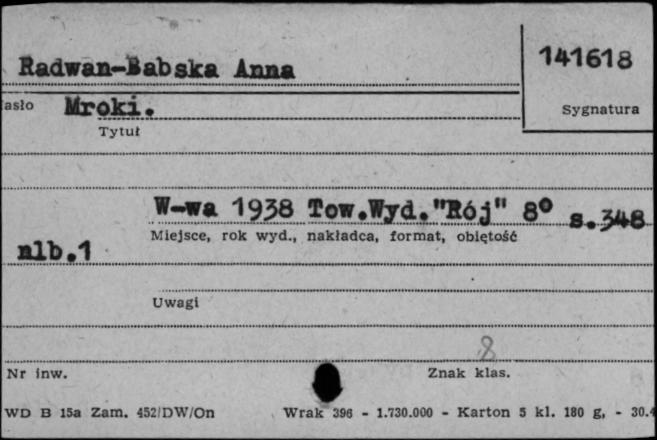 Radwan-Babska Anna
141618
asło Mroki.
Sygnatura
Tytuł
W-wa 1938 Tow.Wyd."Rój" 8° s.348
Miejsce, rok wyd., nakładca, format, objętość
nlb.1
Uwagi
8
Nr inw.
Znak klas.
WD B 15a Zam. 452/DW/On Wrak 396 - 1.730.000 - Karton 5 kl. 180 g, - 30.4